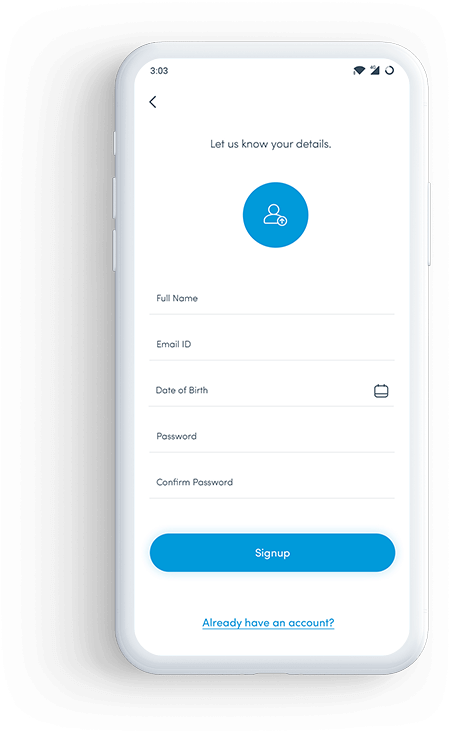 3:03
4G
Let us know your details.
Full Name
Email ID
Date of Birth
Password
Confirm Password
Signup
Already have an account?